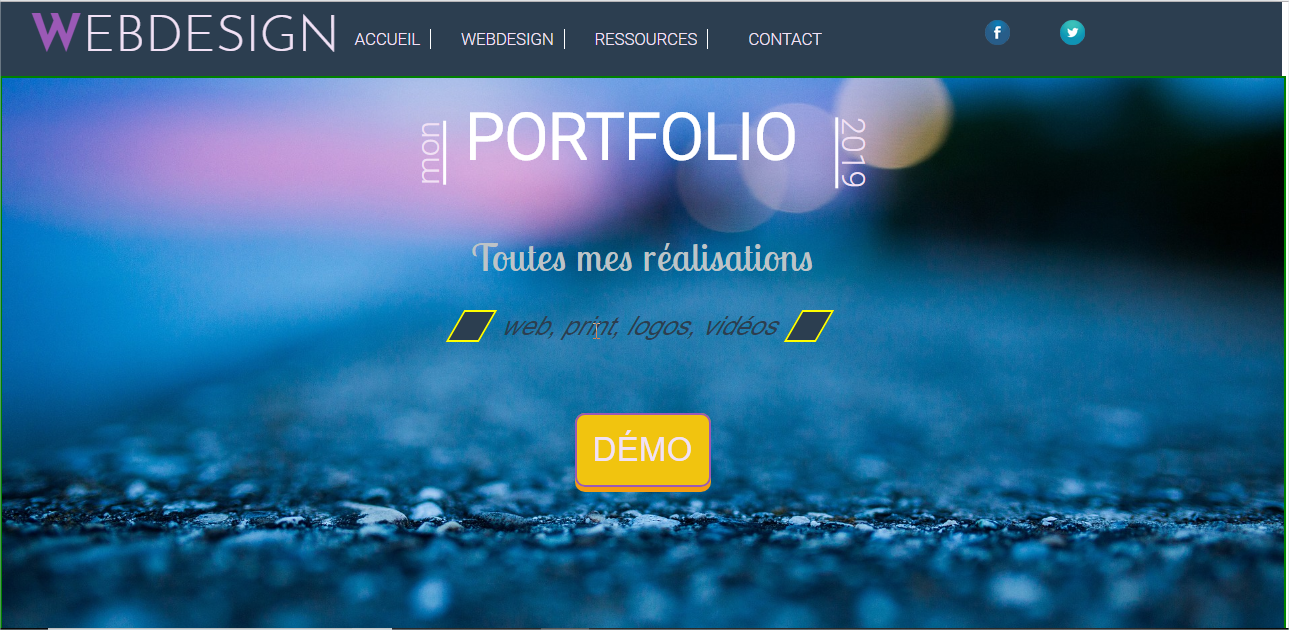 WEBDESIGN ACCUEIL WEBDESIGN RESSOURCES CONTACT
mon PORTFOLIO 2019
Toutes mes réalisations
web, print, logos, vidéos
DÉMO